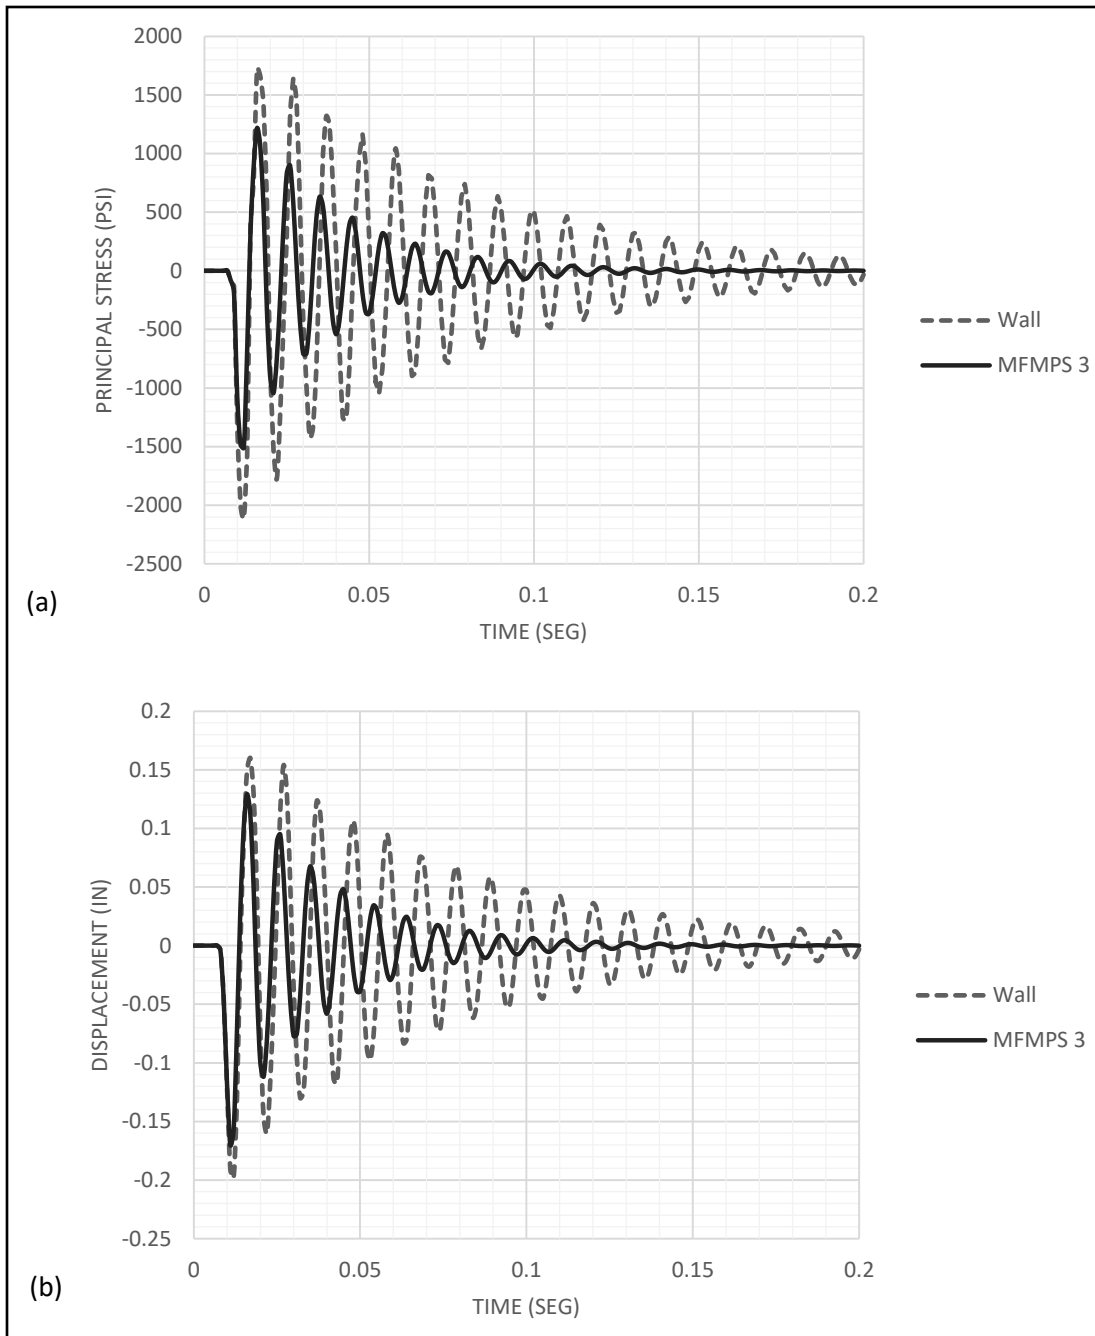 2000
1500
1000
500
0
-500
-1000
-1500
-2000
-2500
PRINCIPAL STRESS (PSI)
0 0.05 0.1 0.15 0.2
TIME (SEG)
Wall
MFMPS 3
(a)
0.2
0.15
0.1
0.05
0
-0.05
-0.1
-0.15
-0.2
-0.25
DISPLACEMENT (IN)
0 0.05 0.1 0.15 0.2
TIME (SEG)
Wall
MFMPS 3
(b)